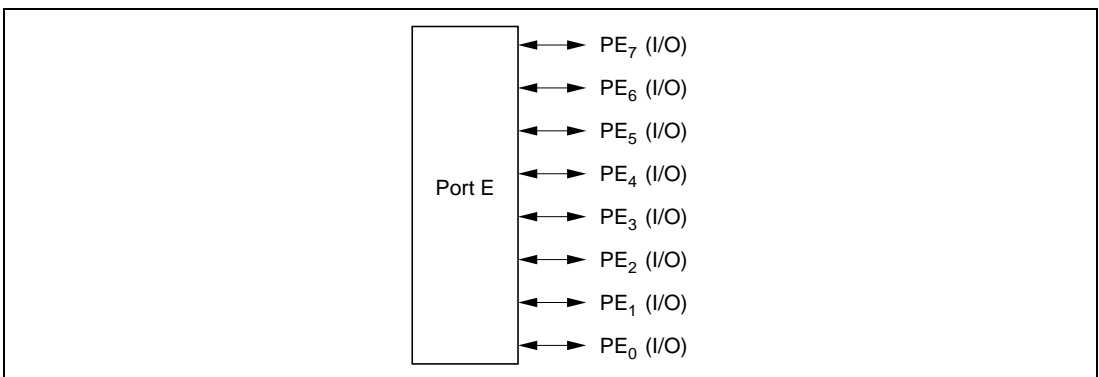 PE₇ (I/O)
PE₆ (I/O)
PE₅ (I/O)
PE₄ (I/O)
Port E
PE₃ (I/O)
PE₂ (I/O)
PE₁ (I/O)
PE₀ (I/O)